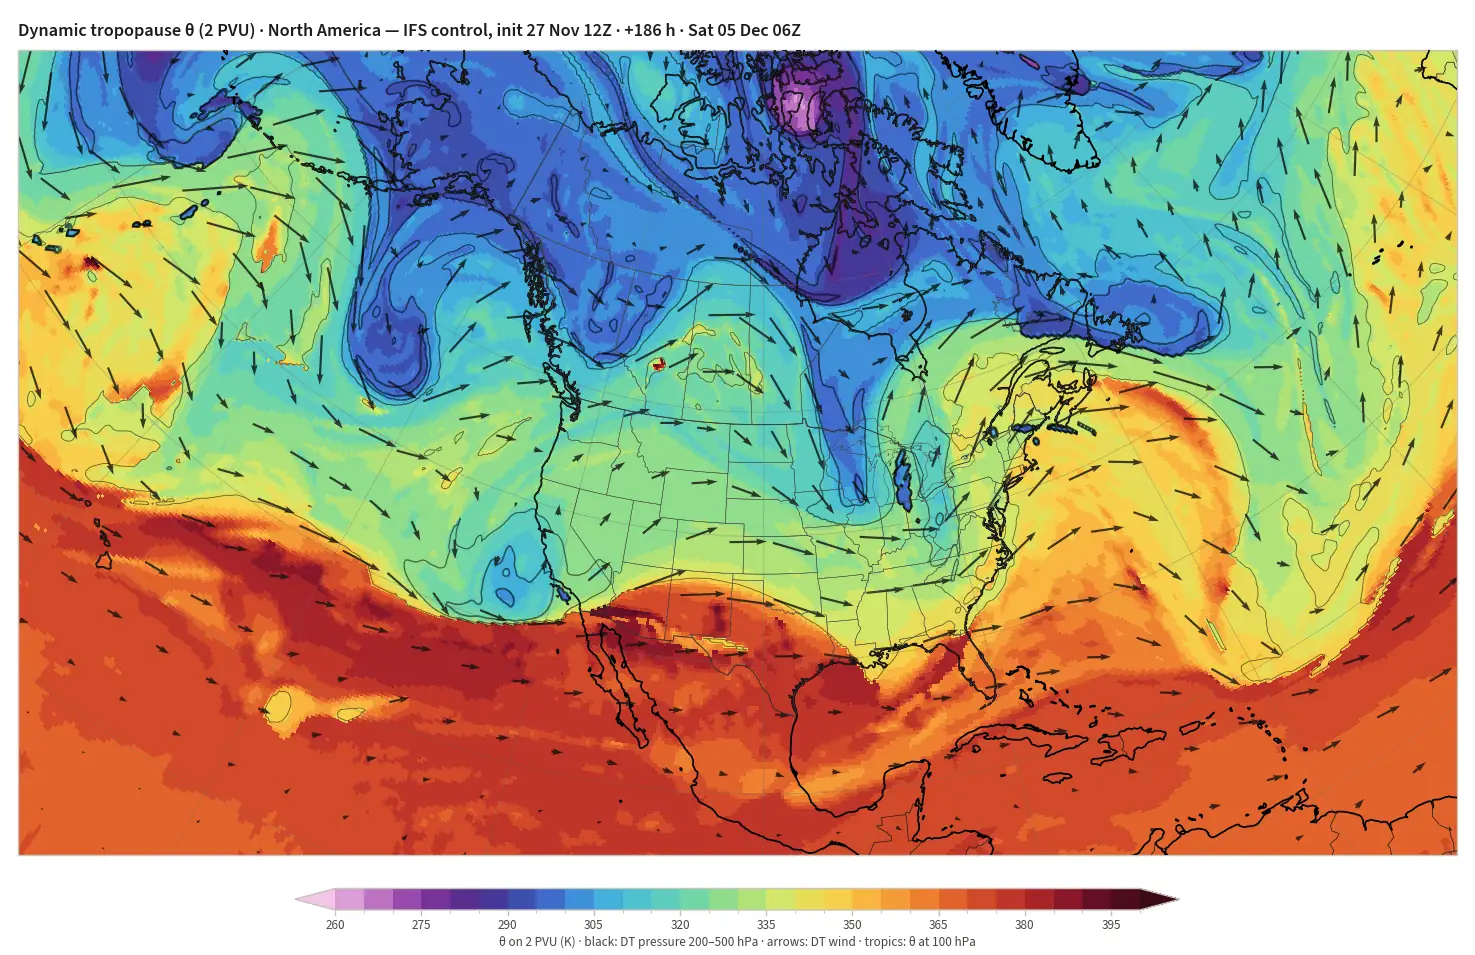 Dynamic tropopause θ (2 PVU) · North America — IFS control, init 27 Nov 12Z · +186 h · Sat 05 Dec 06Z
260 275 290 305 320 335 350 365 380 395
θ on 2 PVU (K) · black: DT pressure 200–500 hPa · arrows: DT wind · tropics: θ at 100 hPa